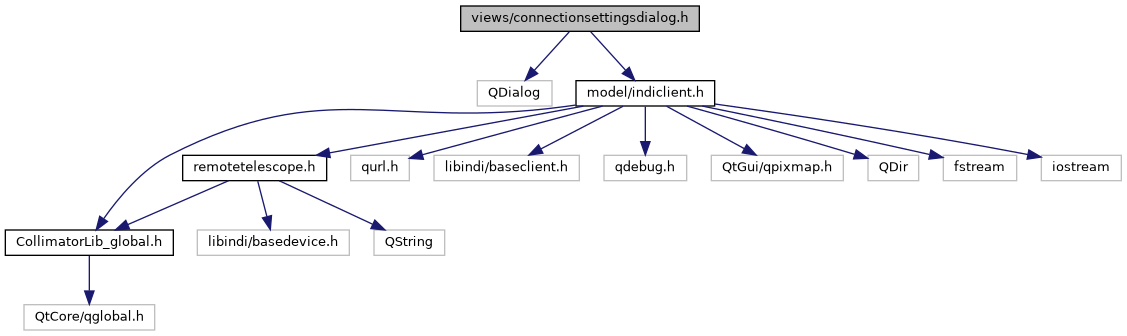 views/connectionsettingsdialog.h
QDialog
model/indiclient.h
remotetelescope.h
qurl.h
libindi/baseclient.h
qdebug.h
QtGui/qpixmap.h
QDir
fstream
iostream
CollimatorLib_global.h
libindi/basedevice.h
QString
QtCore/qglobal.h